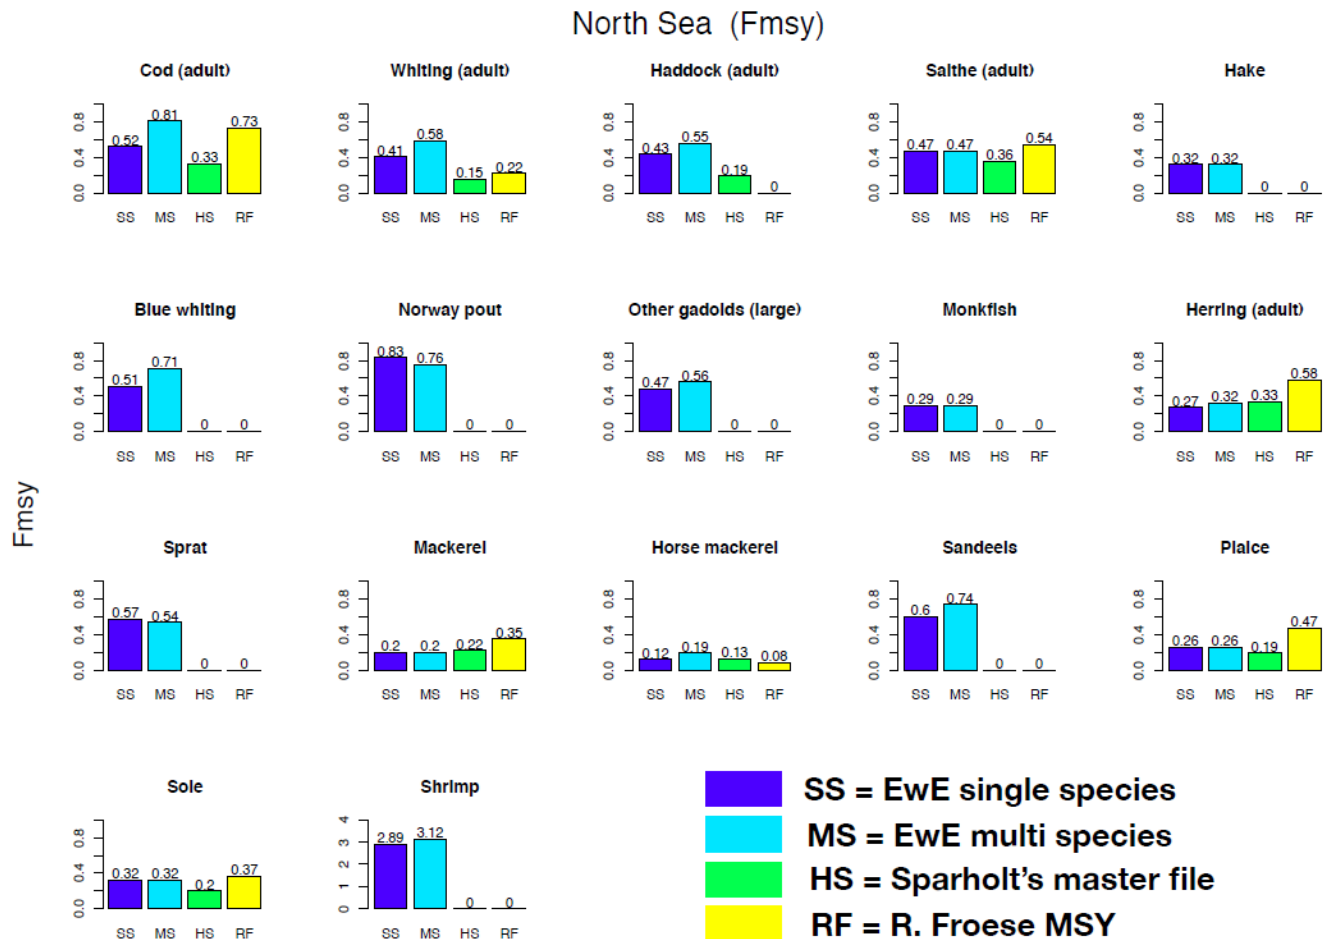 North Sea (Fmsy)
Cod (adult) Whiting (adult) Haddock (adult) Saithe (adult) Hake
0.0 0.4 0.8 0.52 0.81 0.33 0.73 0.0 0.4 0.8 0.41 0.58 0.15 0.22 0.0 0.4 0.8 0.43 0.55 0.19 0 0.0 0.4 0.8 0.47 0.47 0.36 0.54 0.0 0.4 0.8 0.32 0.32 0 0
SS MS HS RF SS MS HS RF SS MS HS RF SS MS HS RF SS MS HS RF
Blue whiting Norway pout Other gadoids (large) Monkfish Herring (adult)
0.0 0.4 0.8 0.51 0.71 0 0 0.0 0.4 0.8 0.83 0.76 0 0 0.0 0.4 0.8 0.47 0.56 0 0 0.0 0.4 0.8 0.29 0.29 0 0 0.0 0.4 0.8 0.27 0.32 0.33 0.58
SS MS HS RF SS MS HS RF SS MS HS RF SS MS HS RF SS MS HS RF
Fmsy
Sprat Mackerel Horse mackerel Sandeels Plaice
0.0 0.4 0.8 0.57 0.54 0 0 0.0 0.4 0.8 0.2 0.2 0.22 0.35 0.0 0.4 0.8 0.12 0.19 0.13 0.08 0.0 0.4 0.8 0.6 0.74 0 0 0.0 0.4 0.8 0.26 0.26 0.19 0.47
SS MS HS RF SS MS HS RF SS MS HS RF SS MS HS RF SS MS HS RF
Sole Shrimp
0.0 0.4 0.8 0.32 0.32 0.2 0.37 0 1 2 3 4 2.89 3.12 0 0
SS MS HS RF SS MS HS RF
SS = EwE single species
MS = EwE multi species
HS = Sparholt's master file
RF = R. Froese MSY